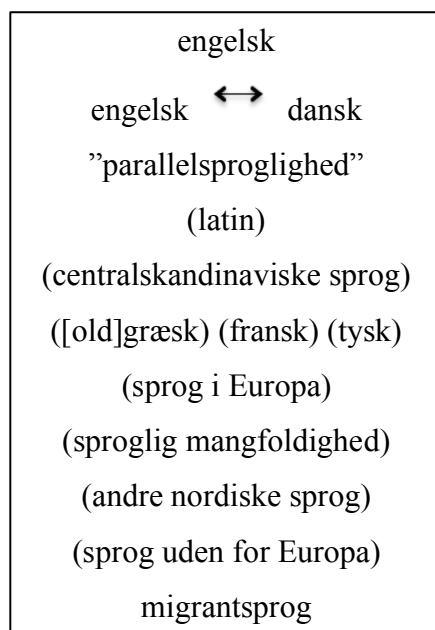 engelsk
engelsk ↔ dansk
”parallelsproglighed”
(latin)
(centralskandinaviske sprog)
([old]græsk) (fransk) (tysk)
(sprog i Europa)
(sproglig mangfoldighed)
(andre nordiske sprog)
(sprog uden for Europa)
migrantsprog